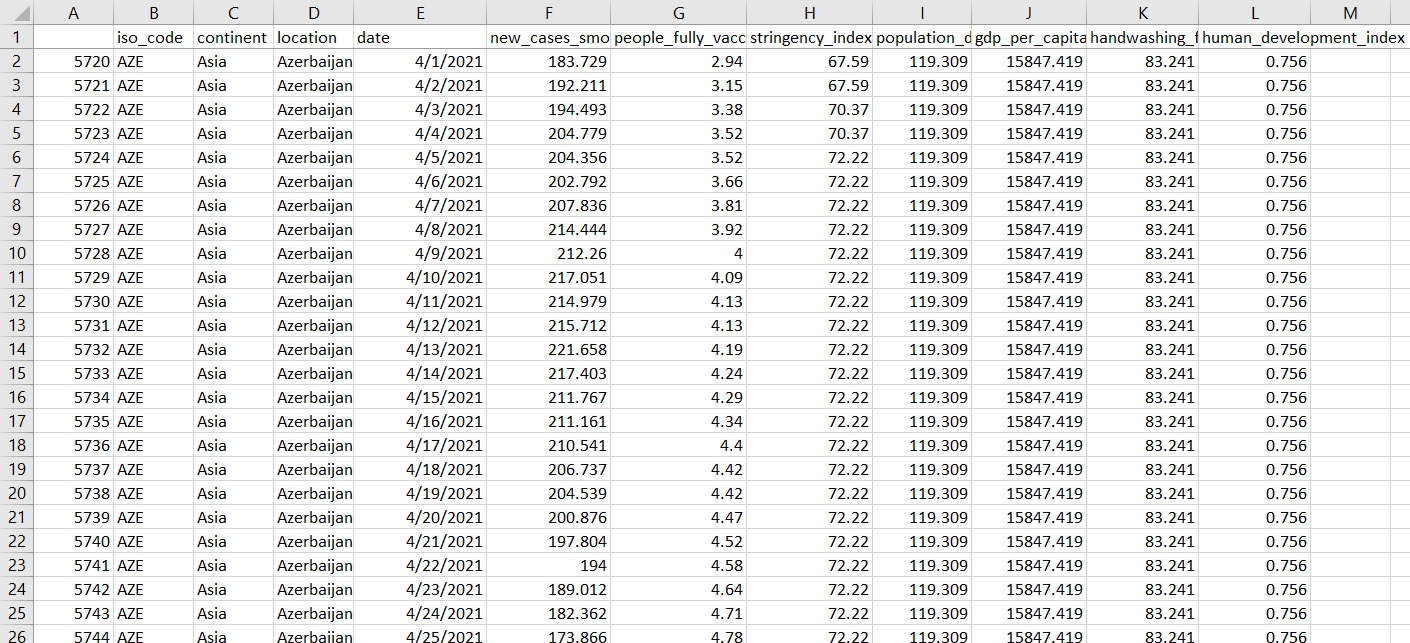 A B C D E F G H I J K L M
1 iso_code continent location date new_cases_smo people_fully_vacc stringency_index population_d gdp_per_capita handwashing_f human_development_index
2 5720 AZE Asia Azerbaijan 4/1/2021 183.729 2.94 67.59 119.309 15847.419 83.241 0.756
3 5721 AZE Asia Azerbaijan 4/2/2021 192.211 3.15 67.59 119.309 15847.419 83.241 0.756
4 5722 AZE Asia Azerbaijan 4/3/2021 194.493 3.38 70.37 119.309 15847.419 83.241 0.756
5 5723 AZE Asia Azerbaijan 4/4/2021 204.779 3.52 70.37 119.309 15847.419 83.241 0.756
6 5724 AZE Asia Azerbaijan 4/5/2021 204.356 3.52 72.22 119.309 15847.419 83.241 0.756
7 5725 AZE Asia Azerbaijan 4/6/2021 202.792 3.66 72.22 119.309 15847.419 83.241 0.756
8 5726 AZE Asia Azerbaijan 4/7/2021 207.836 3.81 72.22 119.309 15847.419 83.241 0.756
9 5727 AZE Asia Azerbaijan 4/8/2021 214.444 3.92 72.22 119.309 15847.419 83.241 0.756
10 5728 AZE Asia Azerbaijan 4/9/2021 212.26 4 72.22 119.309 15847.419 83.241 0.756
11 5729 AZE Asia Azerbaijan 4/10/2021 217.051 4.09 72.22 119.309 15847.419 83.241 0.756
12 5730 AZE Asia Azerbaijan 4/11/2021 214.979 4.13 72.22 119.309 15847.419 83.241 0.756
13 5731 AZE Asia Azerbaijan 4/12/2021 215.712 4.13 72.22 119.309 15847.419 83.241 0.756
14 5732 AZE Asia Azerbaijan 4/13/2021 221.658 4.19 72.22 119.309 15847.419 83.241 0.756
15 5733 AZE Asia Azerbaijan 4/14/2021 217.403 4.24 72.22 119.309 15847.419 83.241 0.756
16 5734 AZE Asia Azerbaijan 4/15/2021 211.767 4.29 72.22 119.309 15847.419 83.241 0.756
17 5735 AZE Asia Azerbaijan 4/16/2021 211.161 4.34 72.22 119.309 15847.419 83.241 0.756
18 5736 AZE Asia Azerbaijan 4/17/2021 210.541 4.4 72.22 119.309 15847.419 83.241 0.756
19 5737 AZE Asia Azerbaijan 4/18/2021 206.737 4.42 72.22 119.309 15847.419 83.241 0.756
20 5738 AZE Asia Azerbaijan 4/19/2021 204.539 4.42 72.22 119.309 15847.419 83.241 0.756
21 5739 AZE Asia Azerbaijan 4/20/2021 200.876 4.47 72.22 119.309 15847.419 83.241 0.756
22 5740 AZE Asia Azerbaijan 4/21/2021 197.804 4.52 72.22 119.309 15847.419 83.241 0.756
23 5741 AZE Asia Azerbaijan 4/22/2021 194 4.58 72.22 119.309 15847.419 83.241 0.756
24 5742 AZE Asia Azerbaijan 4/23/2021 189.012 4.64 72.22 119.309 15847.419 83.241 0.756
25 5743 AZE Asia Azerbaijan 4/24/2021 182.362 4.71 72.22 119.309 15847.419 83.241 0.756
26 5744 AZE Asia Azerbaijan 4/25/2021 173.866 4.78 72.22 119.309 15847.419 83.241 0.756